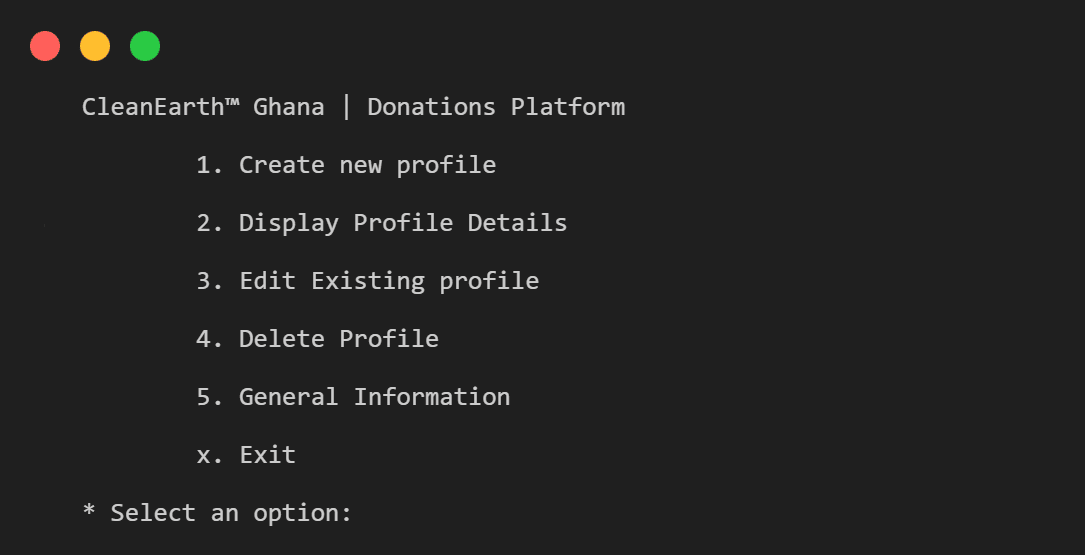 CleanEarth™ Ghana | Donations Platform
1. Create new profile
2. Display Profile Details
3. Edit Existing profile
4. Delete Profile
5. General Information
x. Exit
* Select an option: